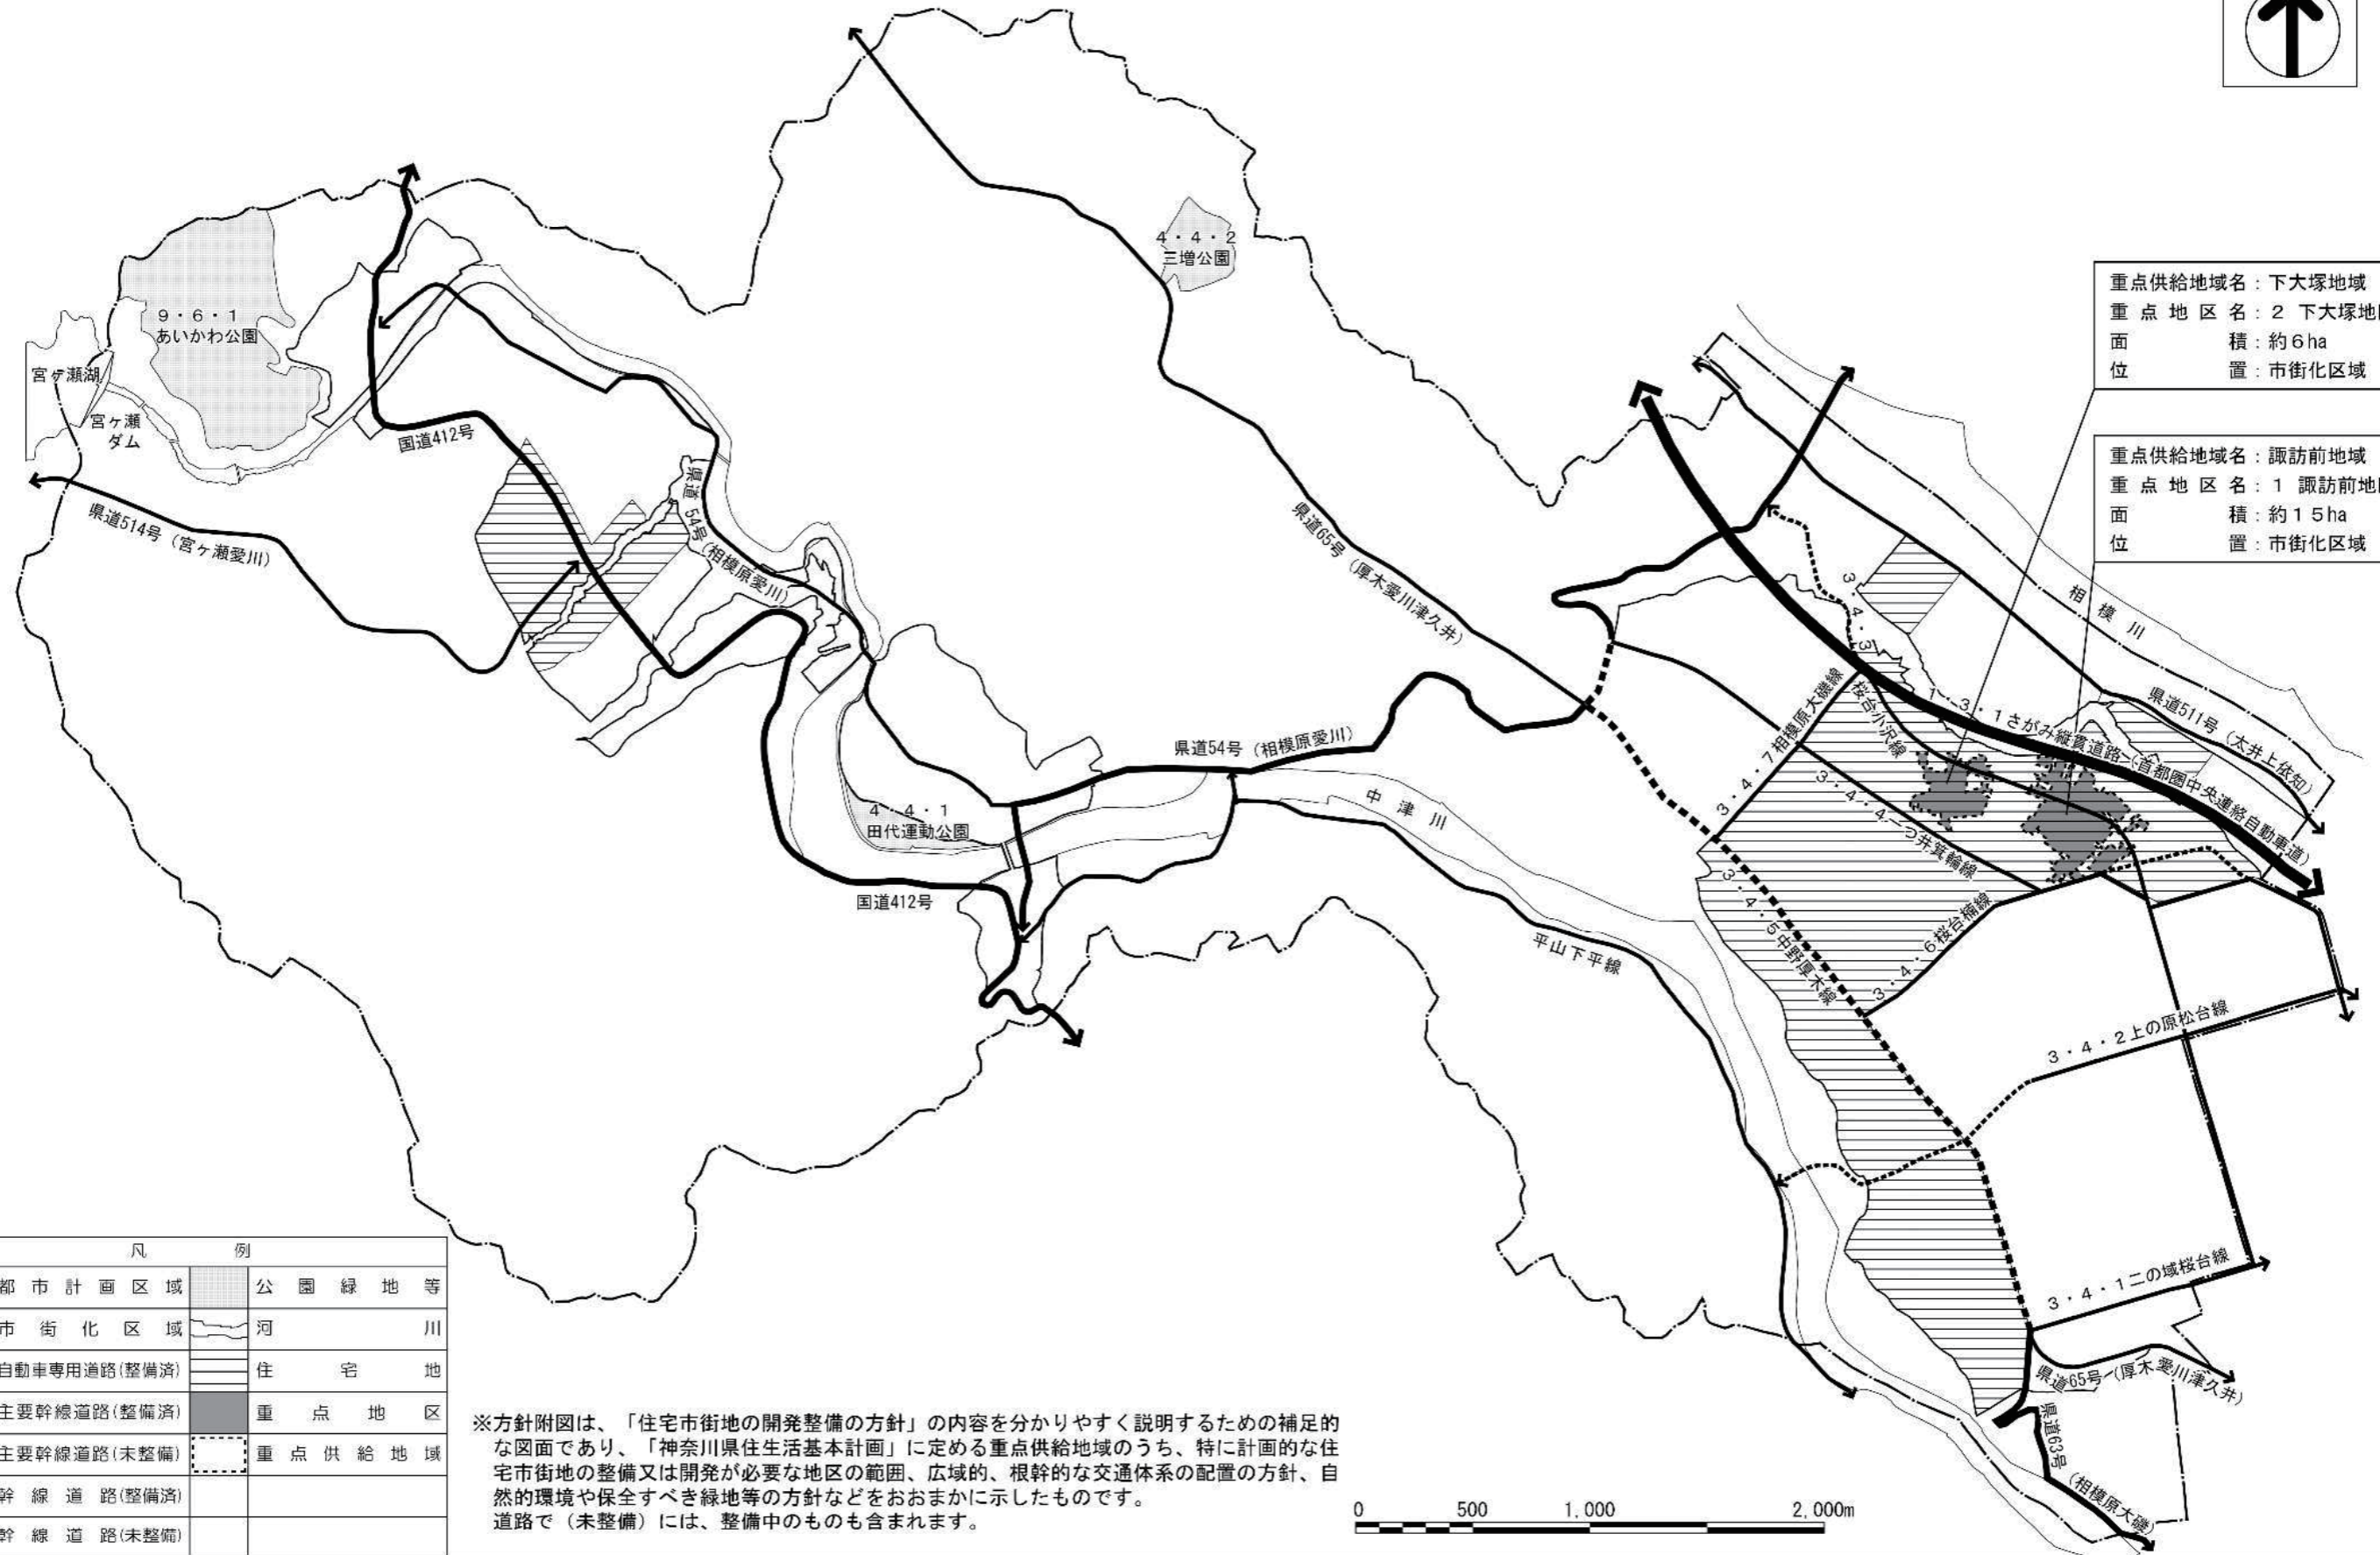 重点供給地域名：下大塚地域
重点地区名：２ 下大塚地
面積：約６ha
位置：市街化区域
重点供給地域名：諏訪前地域
重点地区名：１ 諏訪前地
面積：約１５ha
位置：市街化区域
４・４・２
三増公園
９・６・１
あいかわ公園
宮ヶ瀬湖
宮ヶ瀬
ダム
国道412号
県道514号（宮ヶ瀬愛川）
県道54号（相模原愛川）
県道65号（厚木愛川津久井）
相模川
３・４・３
桜台小沢線
１・３・１さがみ縦貫道路（首都圏中央連絡自動車道）
県道511号（太井上依知）
３・４・７相模原大磯線
３・４・４一つ井箕輪線
県道54号（相模原愛川）
中津川
４・４・１
田代運動公園
国道412号
平山下平線
３・４・５中野厚木線
３・４・６桜台楠線
３・４・２上の原松台線
３・４・１二の域桜台線
県道65号（厚木愛川津久井）
県道63号（相模原大磯）
凡例
都市計画区域
公園緑地等
市街化区域
河川
自動車専用道路(整備済)
住宅地
主要幹線道路(整備済)
重点地区
主要幹線道路(未整備)
重点供給地域
幹線道路(整備済)
幹線道路(未整備)
※方針附図は、「住宅市街地の開発整備の方針」の内容を分かりやすく説明するための補足的
な図面であり、「神奈川県住生活基本計画」に定める重点供給地域のうち、特に計画的な住
宅市街地の整備又は開発が必要な地区の範囲、広域的、根幹的な交通体系の配置の方針、自
然的環境や保全すべき緑地等の方針などをおおまかに示したものです。
道路で（未整備）には、整備中のものも含まれます。
0 500 1,000 2,000m